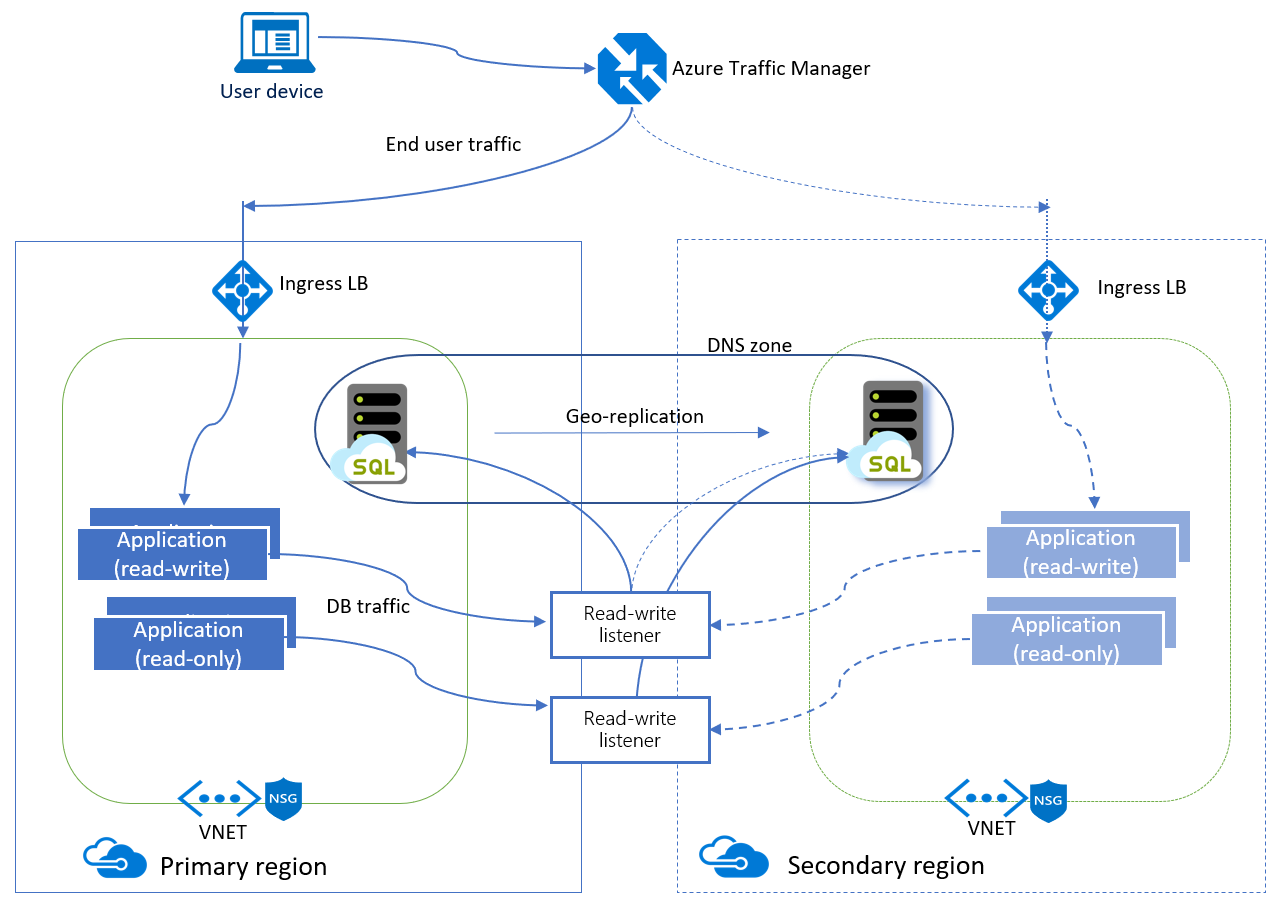 User device
Azure Traffic Manager
End user traffic
Ingress LB
Ingress LB
DNS zone
Geo-replication
SQL
SQL
Application
(read-write)
Application
(read-write)
DB traffic
Read-write
listener
Application
(read-only)
Application
(read-only)
Read-write
listener
NSG
VNET
NSG
VNET
Primary region
Secondary region